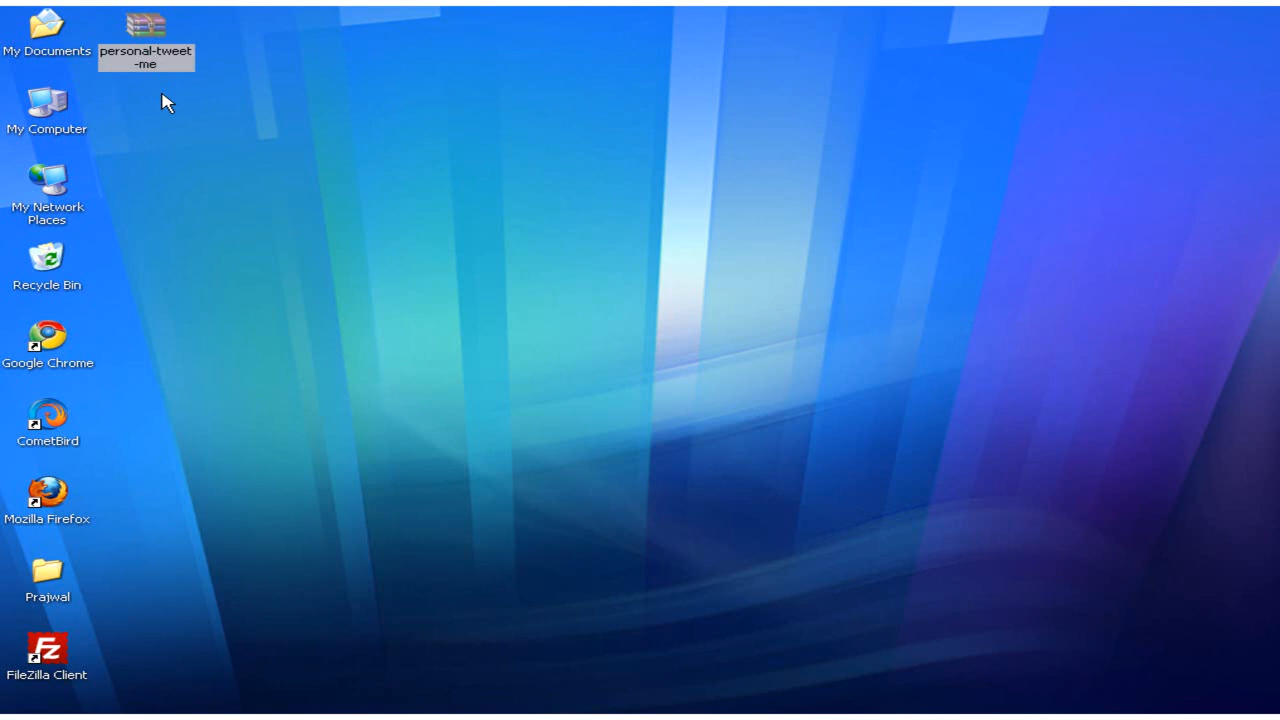 My Documents
personal-tweet
-me
My Computer
My Network
Places
Recycle Bin
Google Chrome
CometBird
Mozilla Firefox
Prajwal
Fz
FileZilla Client